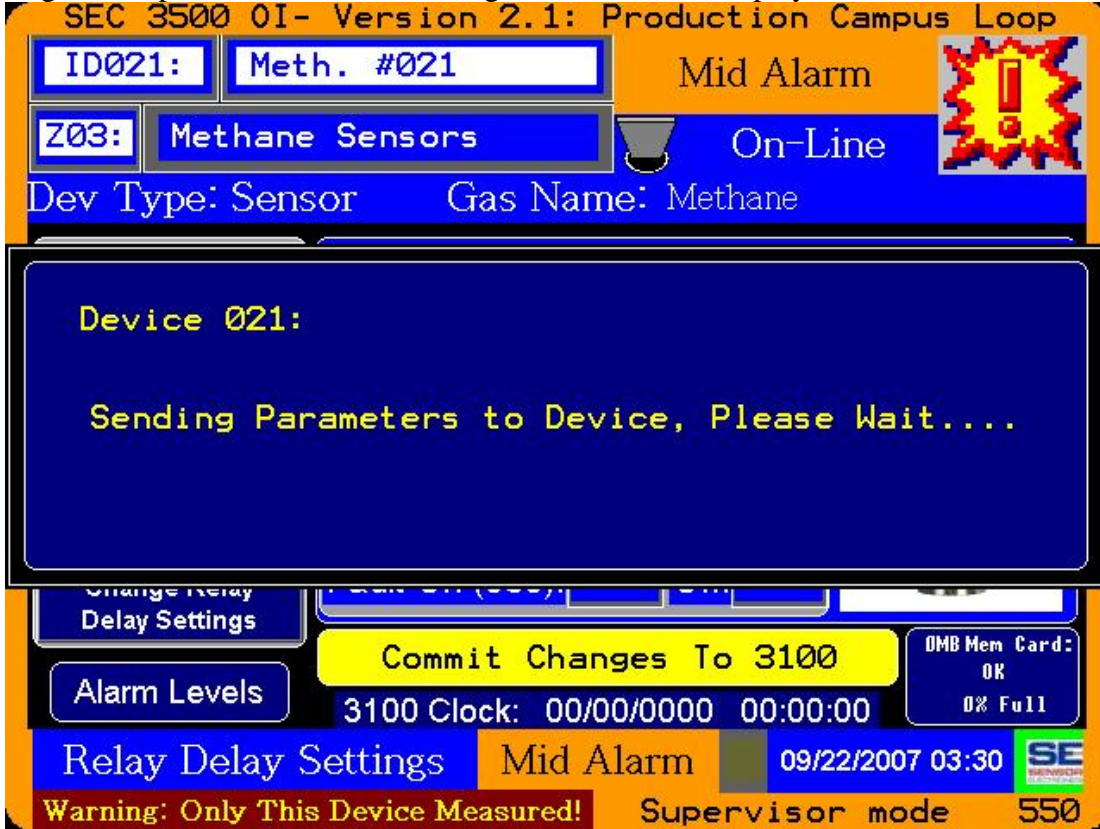 SEC 3500 OI- Version 2.1: Production Campus Loop
ID021: Meth. #021 Mid Alarm
Z03: Methane Sensors On-Line
Dev Type: Sensor Gas Name: Methane
Device 021:
Sending Parameters to Device, Please Wait....
Change Relay
Delay Settings
Commit Changes To 3100
0MB Mem Card:
OK
0% Full
Alarm Levels
3100 Clock: 00/00/0000 00:00:00
Relay Delay Settings Mid Alarm 09/22/2007 03:30 SE
Warning: Only This Device Measured! Supervisor mode 550